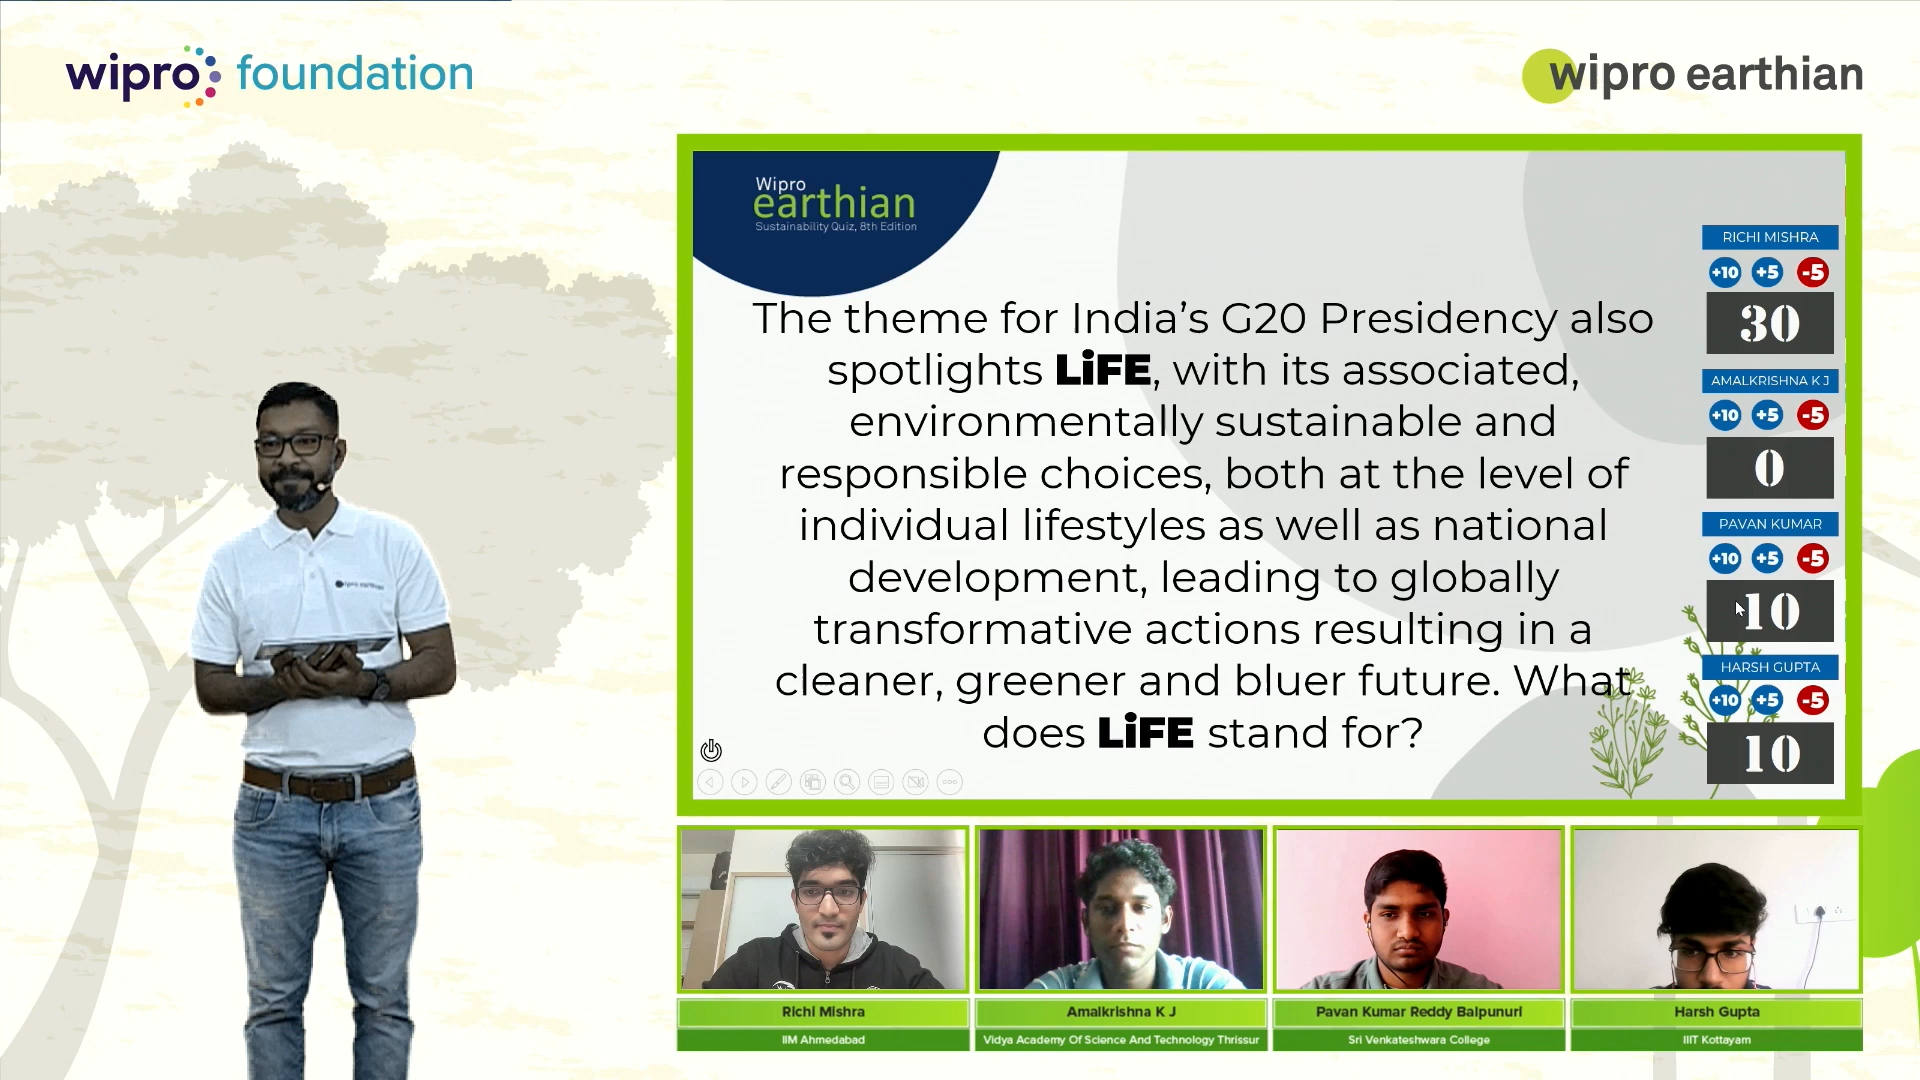 wipro foundation
wipro earthian
Wipro
earthian
Sustainability Quiz, 8th Edition
The theme for India’s G20 Presidency also
spotlights LiFE, with its associated,
environmentally sustainable and
responsible choices, both at the level of
individual lifestyles as well as national
development, leading to globally
transformative actions resulting in a
cleaner, greener and bluer future. What
does LiFE stand for?
RICHI MISHRA
+10 +5 -5
30
AMALKRISHNA K J
+10 +5 -5
0
PAVAN KUMAR
+10 +5 -5
10
HARSH GUPTA
+10 +5 -5
10
wipro earthian
Richi Mishra
IIM Ahmedabad
Amalkrishna K J
Vidya Academy Of Science And Technology Thrissur
Pavan Kumar Reddy Balpunuri
Sri Venkateshwara College
Harsh Gupta
IIIT Kottayam